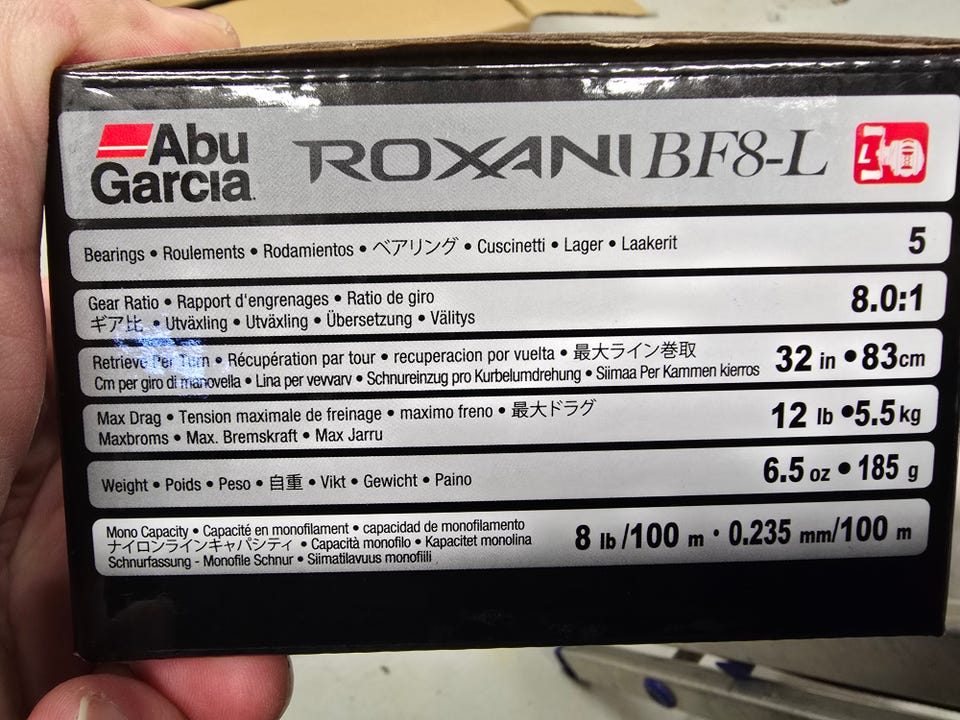 Abu Garcia. ROXANI BF8-L L
Bearings • Roulements • Rodamientos • ベアリング • Cuscinetti • Lager • Laakerit 5
Gear Ratio • Rapport d'engrenages • Ratio de giro
ギア比 • Utväxling • Utväxling • Übersetzung • Välitys
8.0:1
Retrieve Per Turn • Récupération par tour • recuperacion por vuelta • 最大ライン巻取
Cm per giro di manovella • Lina per vevvarv • Schnureinzug pro Kurbelumdrehung • Siimaa Per Kammen kierros
32 in • 83cm
Max Drag • Tension maximale de freinage • maximo freno • 最大ドラグ
Maxbroms • Max. Bremskraft • Max Jarru
12 lb • 5.5 kg
Weight • Poids • Peso • 自重 • Vikt • Gewicht • Paino 6.5 oz • 185 g
Mono Capacity • Capacité en monofilament • capacidad de monofilamento
ナイロンラインキャパシティ • Capacità monofilo • Kapacitet monolina
Schnurfassung - Monofile Schnur • Siimatilavuus monofiili
8 lb/100 m · 0.235 mm/100 m